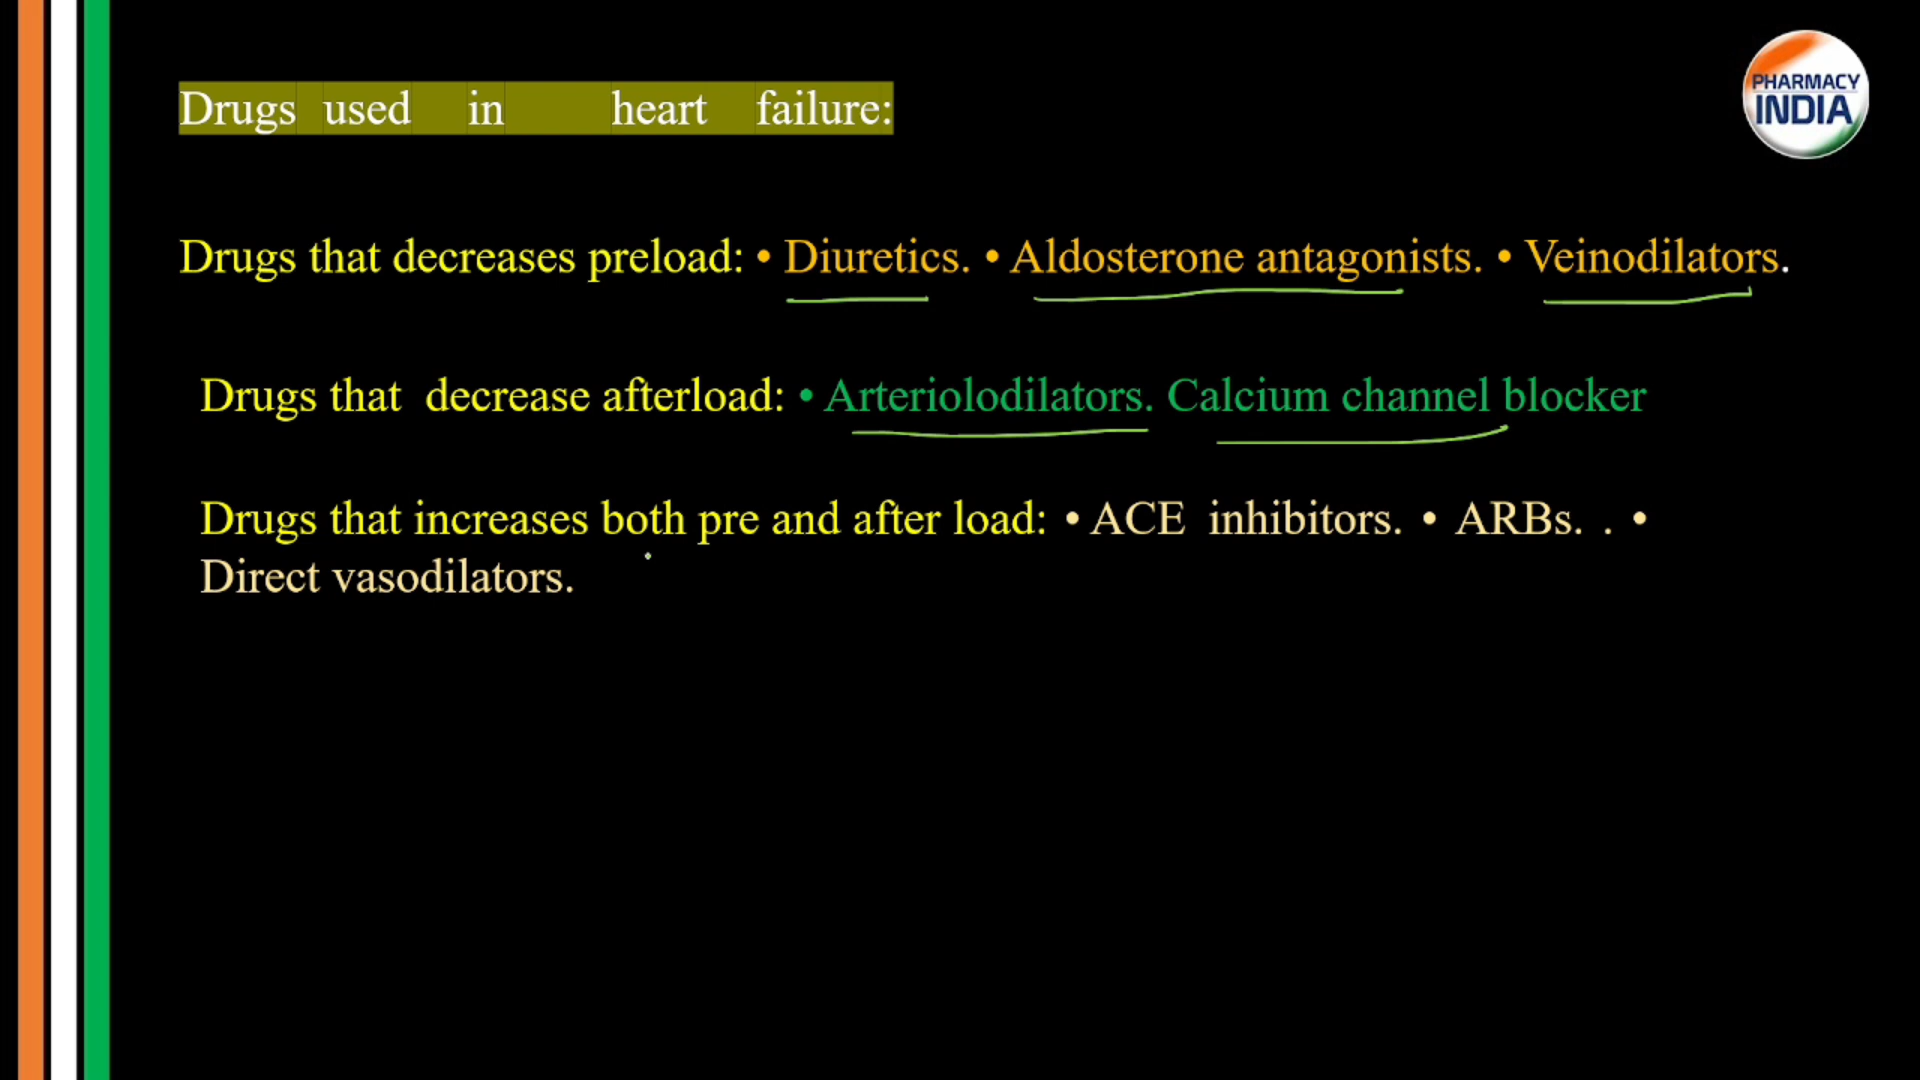 PHARMACY
INDIA
Drugs used in heart failure:
Drugs that decreases preload: • Diuretics. • Aldosterone antagonists. • Veinodilators.
Drugs that decrease afterload: • Arteriolodilators. Calcium channel blocker
Drugs that increases both pre and after load: • ACE inhibitors. • ARBs. . •
Direct vasodilators.